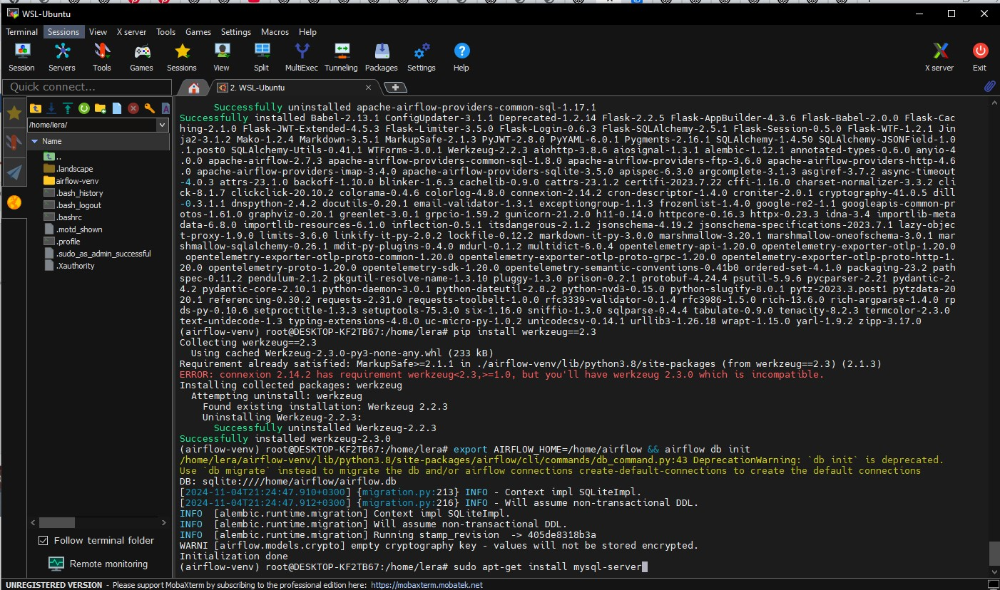 WSL-Ubuntu
Terminal Sessions View X server Tools Games Settings Macros Help
Session Servers Tools Games Sessions View Split MultiExec Tunneling Packages Settings Help X server Exit
Quick connect...
2. WSL-Ubuntu
/home/lera/
Name
..
.landscape
airflow-venv
.bash_history
.bash_logout
.bashrc
.motd_shown
.profile
.sudo_as_admin_successful
.Xauthority
Follow terminal folder
Remote monitoring
Successfully uninstalled apache-airflow-providers-common-sql-1.17.1
Successfully installed Babel-2.13.1 ConfigUpdater-3.1.1 Deprecated-1.2.14 Flask-2.2.5 Flask-AppBuilder-4.3.6 Flask-Babel-2.0.0 Flask-Cac
hing-2.1.0 Flask-JWT-Extended-4.5.3 Flask-Limiter-3.5.0 Flask-Login-0.6.3 Flask-SQLAlchemy-2.5.1 Flask-Session-0.5.0 Flask-WTF-1.2.1 Jin
ja2-3.1.2 Mako-1.2.4 Markdown-3.5.1 MarkupSafe-2.1.3 PyJWT-2.8.0 PyYAML-6.0.1 Pygments-2.16.1 SQLAlchemy-1.4.50 SQLAlchemy-JSONField-1.0
.1.post0 SQLAlchemy-Utils-0.41.1 WTForms-3.0.1 Werkzeug-2.2.3 aiohttp-3.8.6 aiosignal-1.3.1 alembic-1.12.1 annotated-types-0.6.0 anyio-4
.0.0 apache-airflow-2.7.3 apache-airflow-providers-common-sql-1.8.0 apache-airflow-providers-ftp-3.6.0 apache-airflow-providers-http-4.6
.0 apache-airflow-providers-imap-3.4.0 apache-airflow-providers-sqlite-3.5.0 apispec-6.3.0 argcomplete-3.1.3 asgiref-3.7.2 async-timeout
-4.0.3 attrs-23.1.0 backoff-1.10.0 blinker-1.6.3 cachelib-0.9.0 cattrs-23.1.2 certifi-2023.7.22 cffi-1.16.0 charset-normalizer-3.3.2 cli
ck-8.1.7 clickclick-20.10.2 colorama-0.4.6 colorlog-4.8.0 connexion-2.14.2 cron-descriptor-1.4.0 croniter-2.0.1 cryptography-41.0.5 dill
-0.3.1.1 dnspython-2.4.2 docutils-0.20.1 email-validator-1.3.1 exceptiongroup-1.1.3 frozenlist-1.4.0 google-re2-1.1 googleapis-common-pr
otos-1.61.0 graphviz-0.20.1 greenlet-3.0.1 grpcio-1.59.2 gunicorn-21.2.0 h11-0.14.0 httpcore-0.16.3 httpx-0.23.3 idna-3.4 importlib-meta
data-6.8.0 importlib-resources-6.1.0 inflection-0.5.1 itsdangerous-2.1.2 jsonschema-4.19.2 jsonschema-specifications-2023.7.1 lazy-objec
t-proxy-1.9.0 limits-3.6.0 linkify-it-py-2.0.2 lockfile-0.12.2 markdown-it-py-3.0.0 marshmallow-3.20.1 marshmallow-oneofschema-3.0.1 mar
shmallow-sqlalchemy-0.26.1 mdit-py-plugins-0.4.0 mdurl-0.1.2 multidict-6.0.4 opentelemetry-api-1.20.0 opentelemetry-exporter-otlp-1.20.0
opentelemetry-exporter-otlp-proto-common-1.20.0 opentelemetry-exporter-otlp-proto-grpc-1.20.0 opentelemetry-exporter-otlp-proto-http-1.
20.0 opentelemetry-proto-1.20.0 opentelemetry-sdk-1.20.0 opentelemetry-semantic-conventions-0.41b0 ordered-set-4.1.0 packaging-23.2 path
spec-0.11.2 pendulum-2.1.2 pkgutil-resolve-name-1.3.10 pluggy-1.3.0 prison-0.2.1 protobuf-4.24.4 psutil-5.9.6 pycparser-2.21 pydantic-2.
4.2 pydantic-core-2.10.1 python-daemon-3.0.1 python-dateutil-2.8.2 python-nvd3-0.15.0 python-slugify-8.0.1 pytz-2023.3.post1 pytzdata-20
20.1 referencing-0.30.2 requests-2.31.0 requests-toolbelt-1.0.0 rfc3339-validator-0.1.4 rfc3986-1.5.0 rich-13.6.0 rich-argparse-1.4.0 rp
ds-py-0.10.6 setproctitle-1.3.3 setuptools-75.3.0 six-1.16.0 sniffio-1.3.0 sqlparse-0.4.4 tabulate-0.9.0 tenacity-8.2.3 termcolor-2.3.0
text-unidecode-1.3 typing-extensions-4.8.0 uc-micro-py-1.0.2 unicodecsv-0.14.1 urllib3-1.26.18 wrapt-1.15.0 yarl-1.9.2 zipp-3.17.0
(airflow-venv) root@DESKTOP-KF2TB67:/home/lera# pip install werkzeug==2.3
Collecting werkzeug==2.3
Using cached Werkzeug-2.3.0-py3-none-any.whl (233 kB)
Requirement already satisfied: MarkupSafe>=2.1.1 in ./airflow-venv/lib/python3.8/site-packages (from werkzeug==2.3) (2.1.3)
ERROR: connexion 2.14.2 has requirement werkzeug<2.3,>=1.0, but you'll have werkzeug 2.3.0 which is incompatible.
Installing collected packages: werkzeug
Attempting uninstall: werkzeug
Found existing installation: Werkzeug 2.2.3
Uninstalling Werkzeug-2.2.3:
Successfully uninstalled Werkzeug-2.2.3
Successfully installed werkzeug-2.3.0
(airflow-venv) root@DESKTOP-KF2TB67:/home/lera# export AIRFLOW_HOME=/home/airflow && airflow db init
/home/lera/airflow-venv/lib/python3.8/site-packages/airflow/cli/commands/db_command.py:43 DeprecationWarning: `db init` is deprecated.
Use `db migrate` instead to migrate the db and/or airflow connections create-default-connections to create the default connections
DB: sqlite:////home/airflow/airflow.db
[2024-11-04T21:24:47.910+0300] {migration.py:213} INFO - Context impl SQLiteImpl.
[2024-11-04T21:24:47.912+0300] {migration.py:216} INFO - Will assume non-transactional DDL.
INFO [alembic.runtime.migration] Context impl SQLiteImpl.
INFO [alembic.runtime.migration] Will assume non-transactional DDL.
INFO [alembic.runtime.migration] Running stamp_revision -> 405de8318b3a
WARNI [airflow.models.crypto] empty cryptography key - values will not be stored encrypted.
Initialization done
(airflow-venv) root@DESKTOP-KF2TB67:/home/lera# sudo apt-get install mysql-server
UNREGISTERED VERSION - Please support MobaXterm by subscribing to the professional edition here: https://mobaxterm.mobatek.net